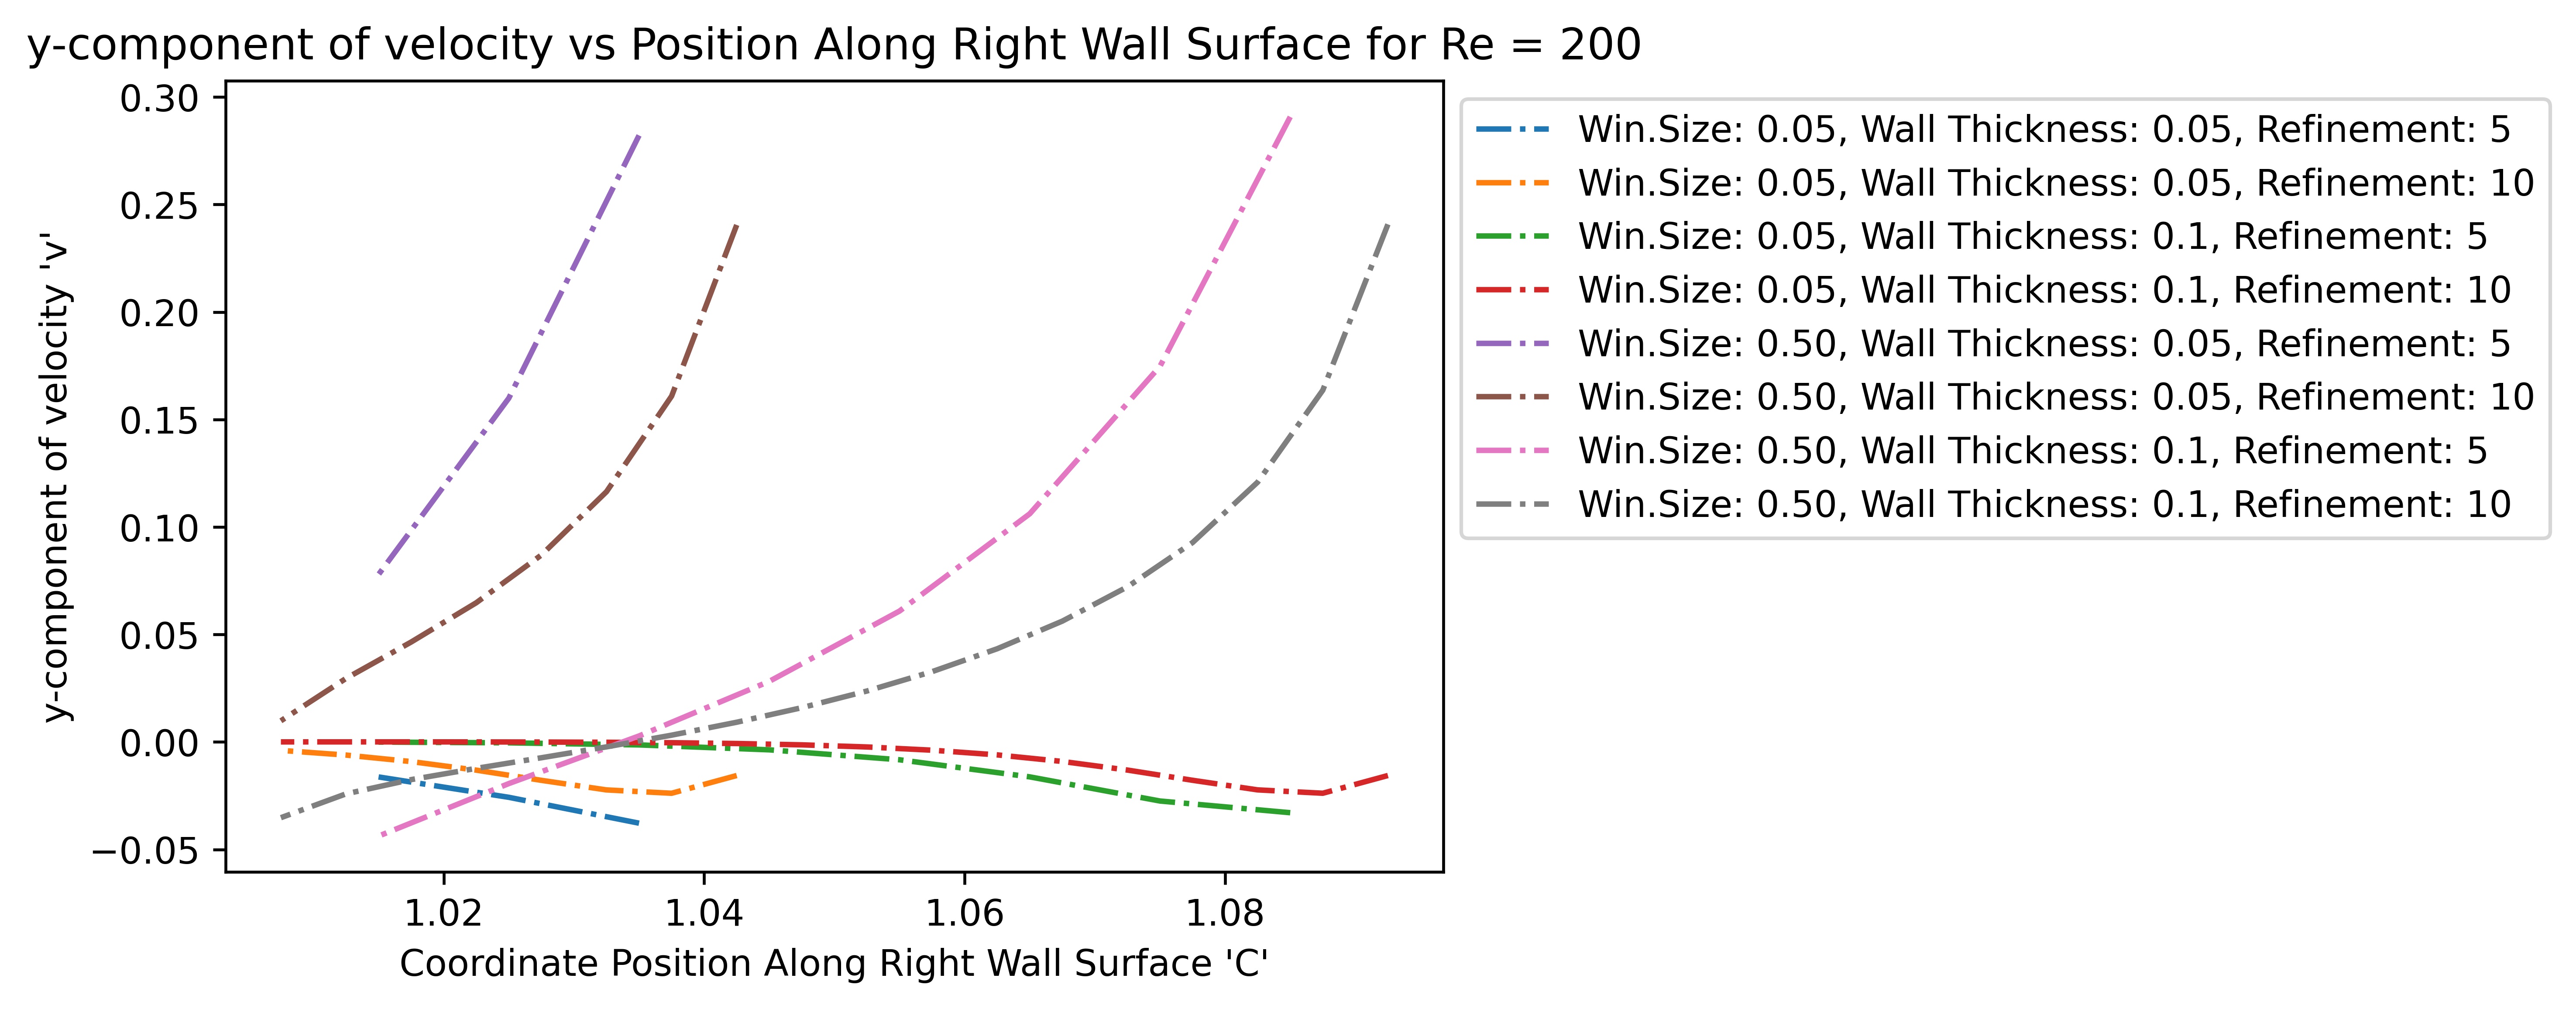 y-component of velocity vs Position Along Right Wall Surface for Re = 200
y-component of velocity 'v'
0.30
0.25
0.20
0.15
0.10
0.05
0.00
−0.05
1.02 1.04 1.06 1.08
Coordinate Position Along Right Wall Surface 'C'
Win.Size: 0.05, Wall Thickness: 0.05, Refinement: 5
Win.Size: 0.05, Wall Thickness: 0.05, Refinement: 10
Win.Size: 0.05, Wall Thickness: 0.1, Refinement: 5
Win.Size: 0.05, Wall Thickness: 0.1, Refinement: 10
Win.Size: 0.50, Wall Thickness: 0.05, Refinement: 5
Win.Size: 0.50, Wall Thickness: 0.05, Refinement: 10
Win.Size: 0.50, Wall Thickness: 0.1, Refinement: 5
Win.Size: 0.50, Wall Thickness: 0.1, Refinement: 10